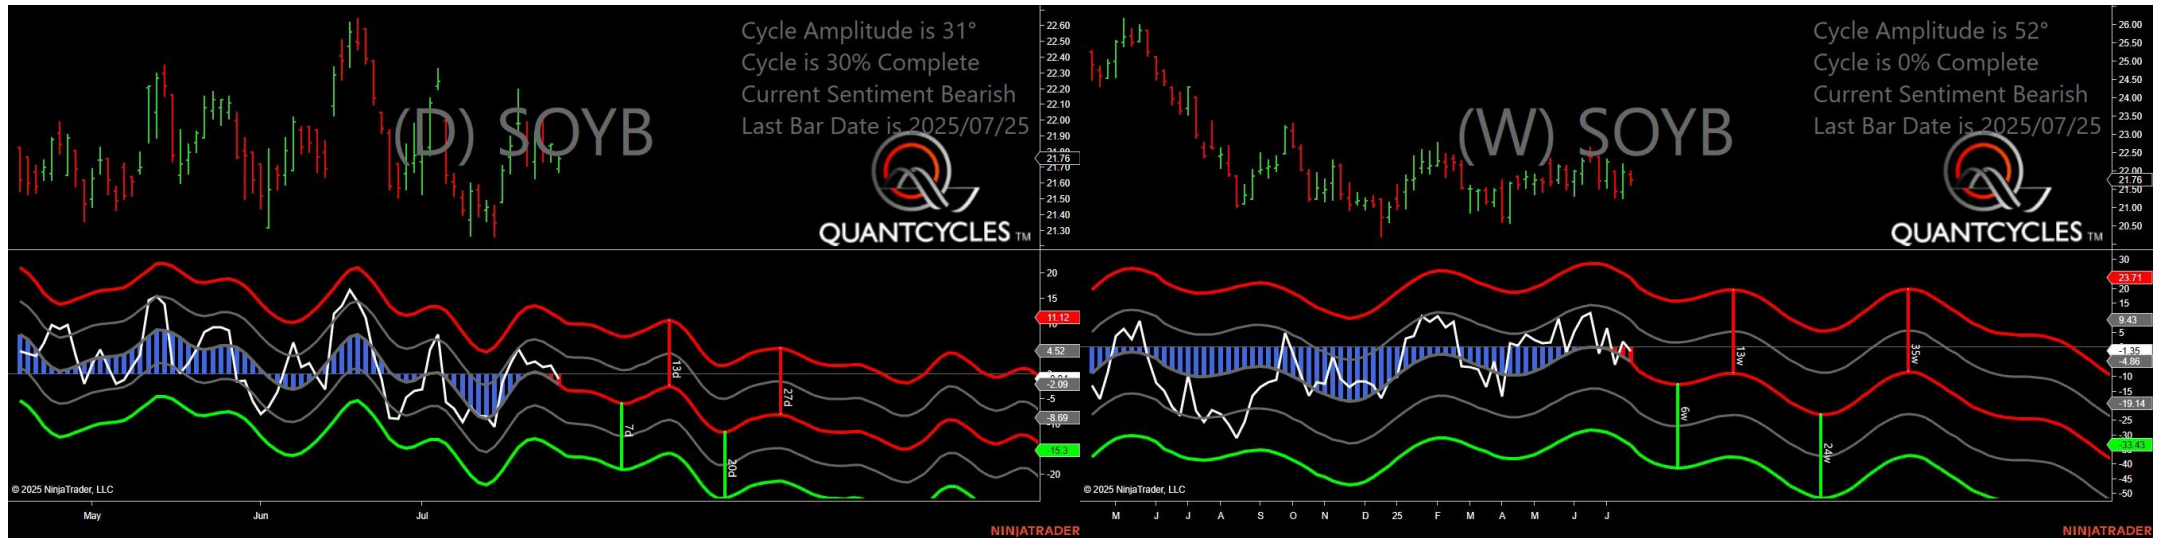 Cycle Amplitude is 31°
Cycle is 30% Complete
Current Sentiment Bearish
Last Bar Date is 2025/07/25
(D) SOYB
QUANTCYCLES TM
22.60
22.50
22.40
22.30
22.20
22.10
22.00
21.90
21.76
21.70
21.60
21.50
21.40
21.30
20
15
11.12
4.52
-2.09
-5
-8.69
-15.3
-20
13d
27d
7d
20d
© 2025 NinjaTrader, LLC
May
Jun
Jul
NINJATRADER
Cycle Amplitude is 52°
Cycle is 0% Complete
Current Sentiment Bearish
Last Bar Date is 2025/07/25
(W) SOYB
QUANTCYCLES TM
26.00
25.50
25.00
24.50
24.00
23.50
23.00
22.50
22.00
21.76
21.50
21.00
20.50
30
23.71
20
15
9.43
5
-1.35
-4.86
-10
-15
-19.14
-25
-30
-33.43
-40
-45
-50
13w
35w
6w
24w
© 2025 NinjaTrader, LLC
M
J
J
A
S
O
N
D
25
F
M
A
M
J
J
NINJATRADER